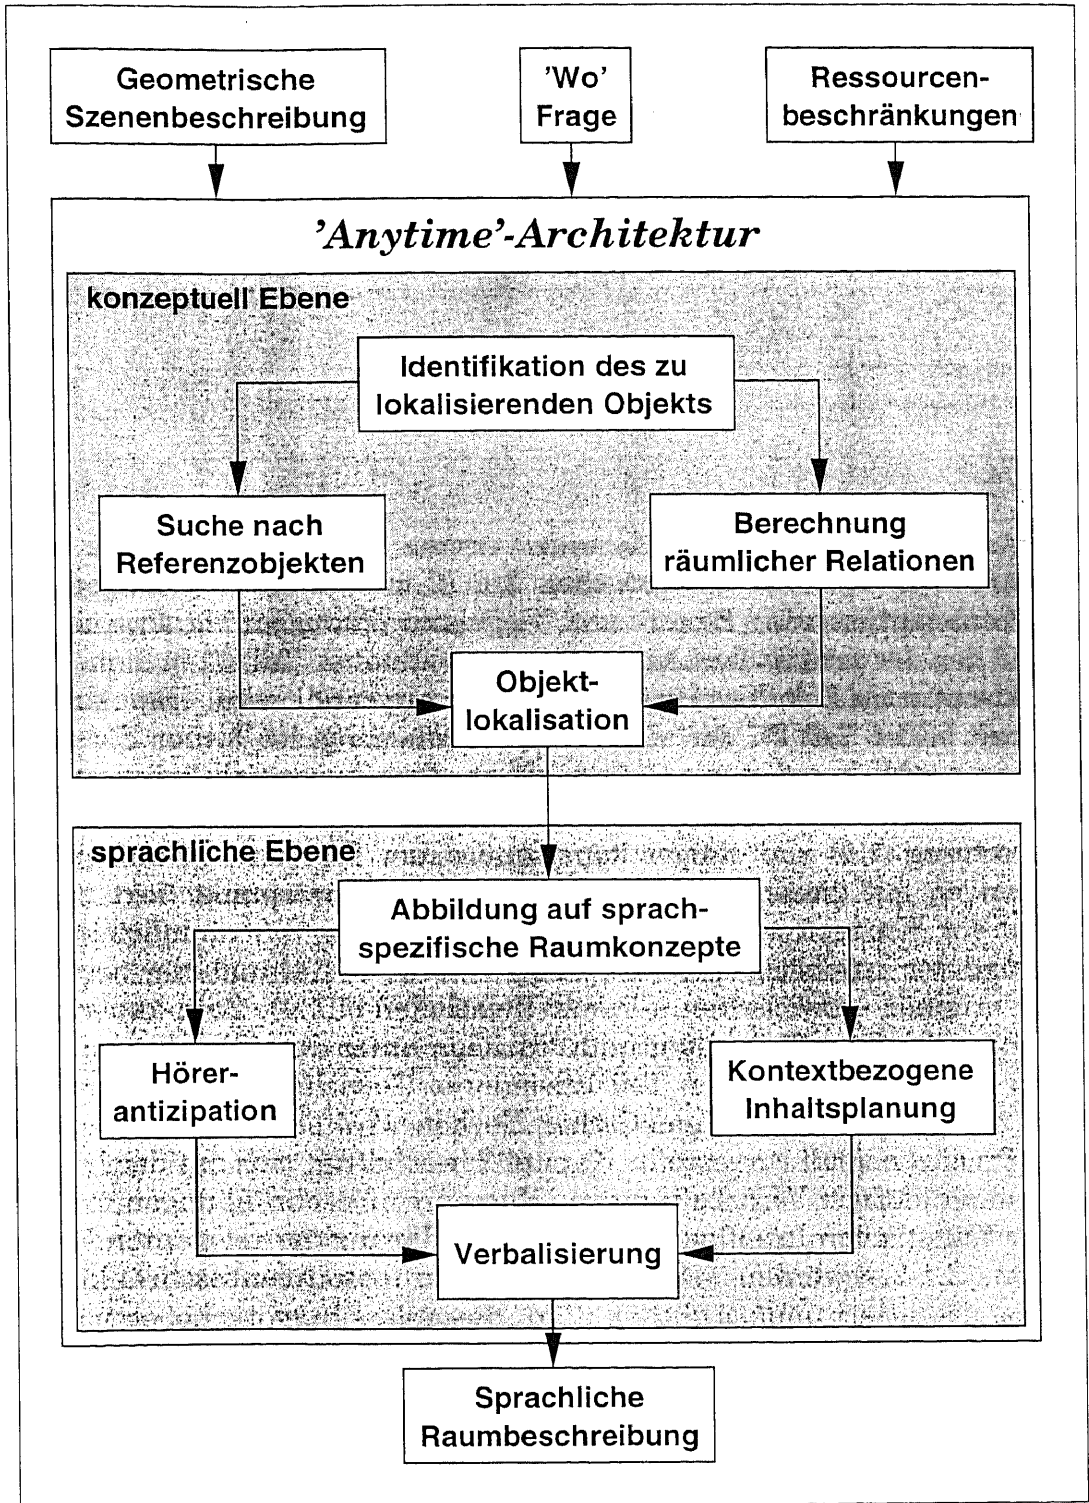 Geometrische
Szenenbeschreibung
'Wo'
Frage
Ressourcen-
beschränkungen
'Anytime'-Architektur
konzeptuell Ebene
Identifikation des zu
lokalisierenden Objekts
Suche nach
Referenzobjekten
Berechnung
räumlicher Relationen
Objekt-
lokalisation
sprachliche Ebene
Abbildung auf sprach-
spezifische Raumkonzepte
Hörer-
antizipation
Kontextbezogene
Inhaltsplanung
Verbalisierung
Sprachliche
Raumbeschreibung